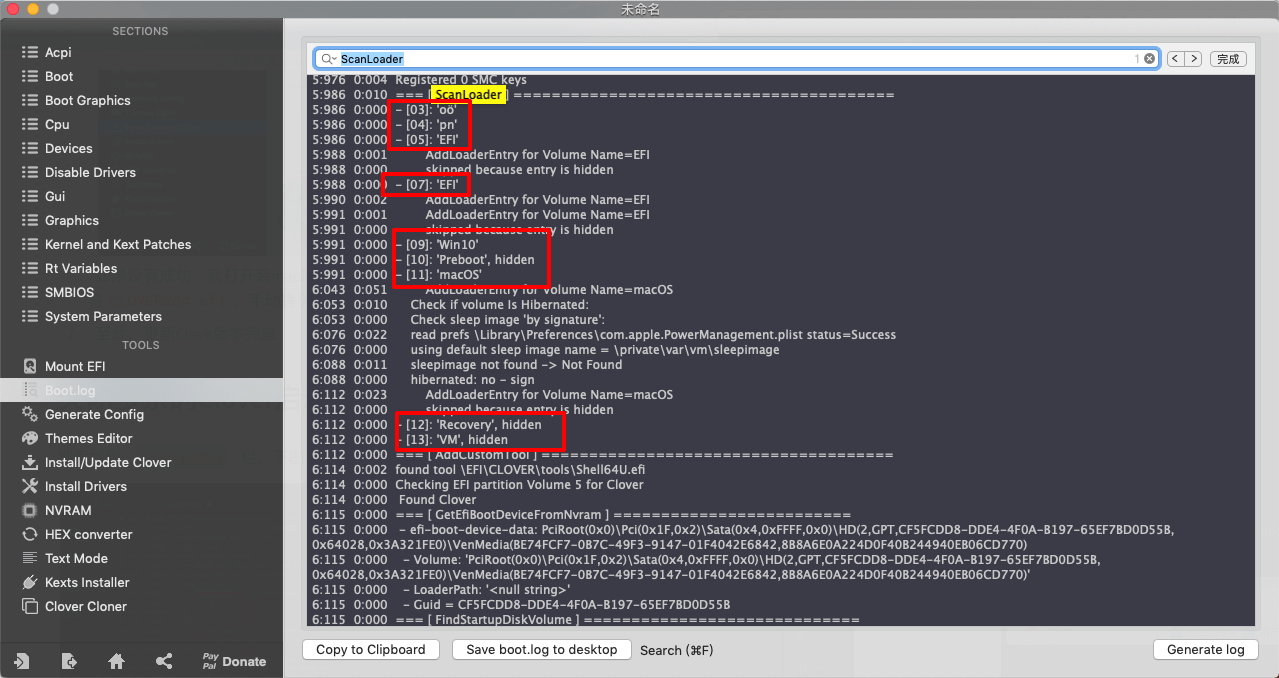 未命名
SECTIONS
Acpi
Boot
Boot Graphics
Cpu
Devices
Disable Drivers
Gui
Graphics
Kernel and Kext Patches
Rt Variables
SMBIOS
System Parameters
TOOLS
Mount EFI
Boot.log
Generate Config
Themes Editor
Install/Update Clover
Install Drivers
NVRAM
HEX converter
Text Mode
Kexts Installer
Clover Cloner
Pay Pal Donate
ScanLoader 1 < > 完成
5:976 0:004 Registered 0 SMC keys
5:986 0:010 === [ ScanLoader ] ========================================
5:986 0:000 - [03]: 'oö'
5:986 0:000 - [04]: 'pn'
5:986 0:000 - [05]: 'EFI'
5:988 0:001 AddLoaderEntry for Volume Name=EFI
5:988 0:000 skipped because entry is hidden
5:988 0:000 - [07]: 'EFI'
5:990 0:002 AddLoaderEntry for Volume Name=EFI
5:991 0:001 AddLoaderEntry for Volume Name=EFI
5:991 0:000 skipped because entry is hidden
5:991 0:000 - [09]: 'Win10'
5:991 0:000 - [10]: 'Preboot', hidden
5:991 0:000 - [11]: 'macOS'
6:043 0:051 AddLoaderEntry for Volume Name=macOS
6:053 0:010 Check if volume Is Hibernated:
6:053 0:000 Check sleep image 'by signature':
6:076 0:022 read prefs \Library\Preferences\com.apple.PowerManagement.plist status=Success
6:076 0:000 using default sleep image name = \private\var\vm\sleepimage
6:088 0:011 sleepimage not found -> Not Found
6:088 0:000 hibernated: no - sign
6:112 0:023 AddLoaderEntry for Volume Name=macOS
6:112 0:000 skipped because entry is hidden
6:112 0:000 - [12]: 'Recovery', hidden
6:112 0:000 - [13]: 'VM', hidden
6:112 0:000 === [ AddCustomTool ] =====================================
6:114 0:002 found tool \EFI\CLOVER\tools\Shell64U.efi
6:114 0:000 Checking EFI partition Volume 5 for Clover
6:114 0:000 Found Clover
6:115 0:000 === [ GetEfiBootDeviceFromNvram ] =========================
6:115 0:000 - efi-boot-device-data: PciRoot(0x0)\Pci(0x1F,0x2)\Sata(0x4,0xFFFF,0x0)\HD(2,GPT,CF5FCDD8-DDE4-4F0A-B197-65EF7BD0D55B,
0x64028,0x3A321FE0)\VenMedia(BE74FCF7-0B7C-49F3-9147-01F4042E6842,8B8A6E0A224D0F40B244940EB06CD770)
6:115 0:000 - Volume: 'PciRoot(0x0)\Pci(0x1F,0x2)\Sata(0x4,0xFFFF,0x0)\HD(2,GPT,CF5FCDD8-DDE4-4F0A-B197-65EF7BD0D55B,
0x64028,0x3A321FE0)\VenMedia(BE74FCF7-0B7C-49F3-9147-01F4042E6842,8B8A6E0A224D0F40B244940EB06CD770)'
6:115 0:000 - LoaderPath: '<null string>'
6:115 0:000 - Guid = CF5FCDD8-DDE4-4F0A-B197-65EF7BD0D55B
6:115 0:000 === [ FindStartupDiskVolume ] =============================
Copy to Clipboard
Save boot.log to desktop
Search (⌘F)
Generate log